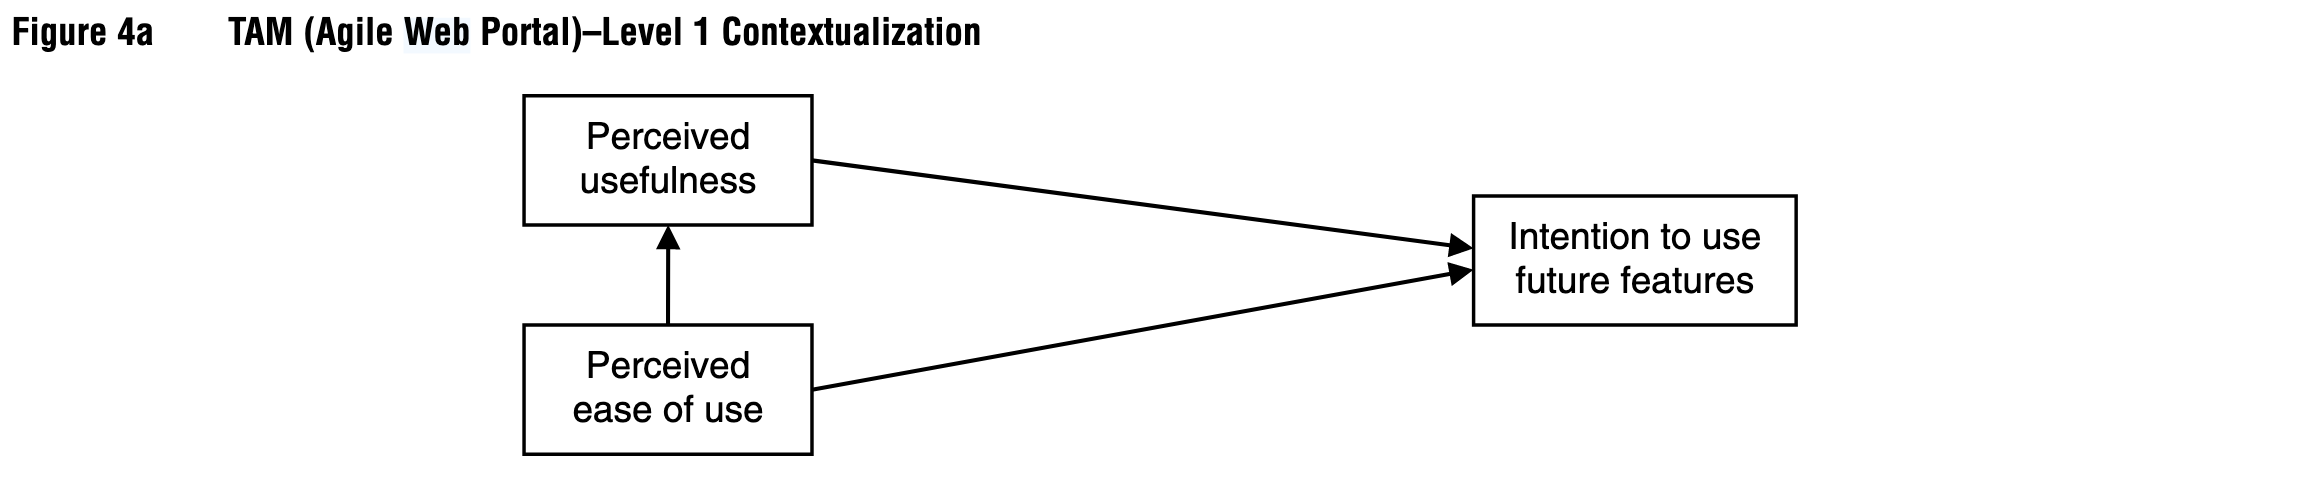 Figure 4a TAM (Agile Web Portal)–Level 1 Contextualization
Perceived
usefulness
Intention to use
future features
Perceived
ease of use